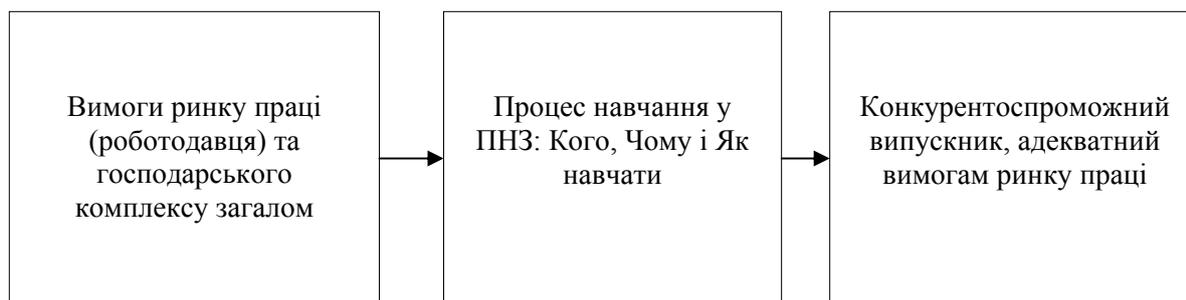 Вимоги ринку праці
(роботодавця) та
господарського
комплексу загалом
Процес навчання у
ПНЗ: Кого, Чому і Як
навчати
Конкурентоспроможний
випускник, адекватний
вимогам ринку праці